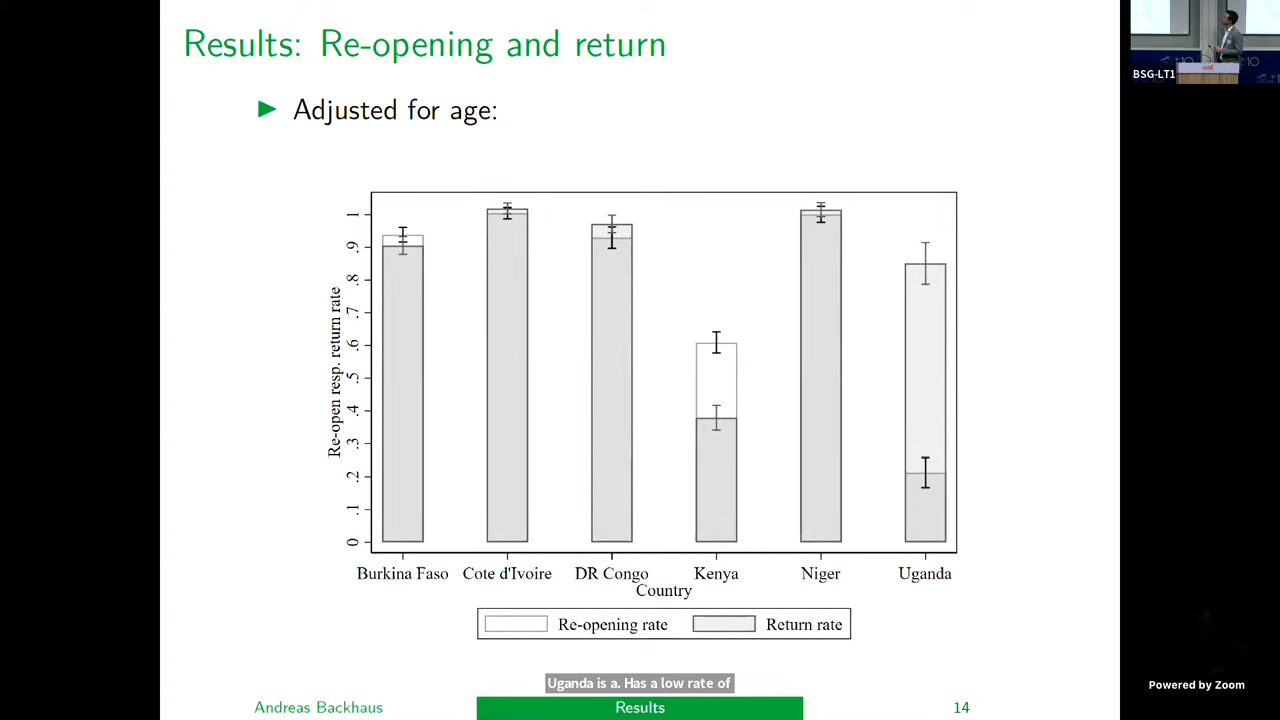 Results: Re-opening and return
Adjusted for age:
Re-open resp. return rate
1
.9
.8
.7
.6
.5
.4
.3
.2
.1
0
Burkina Faso Cote d'Ivoire DR Congo Kenya Niger Uganda
Country
Re-opening rate Return rate
Uganda is a. Has a low rate of
Andreas Backhaus Results 14
BSG-LT1
Powered by Zoom